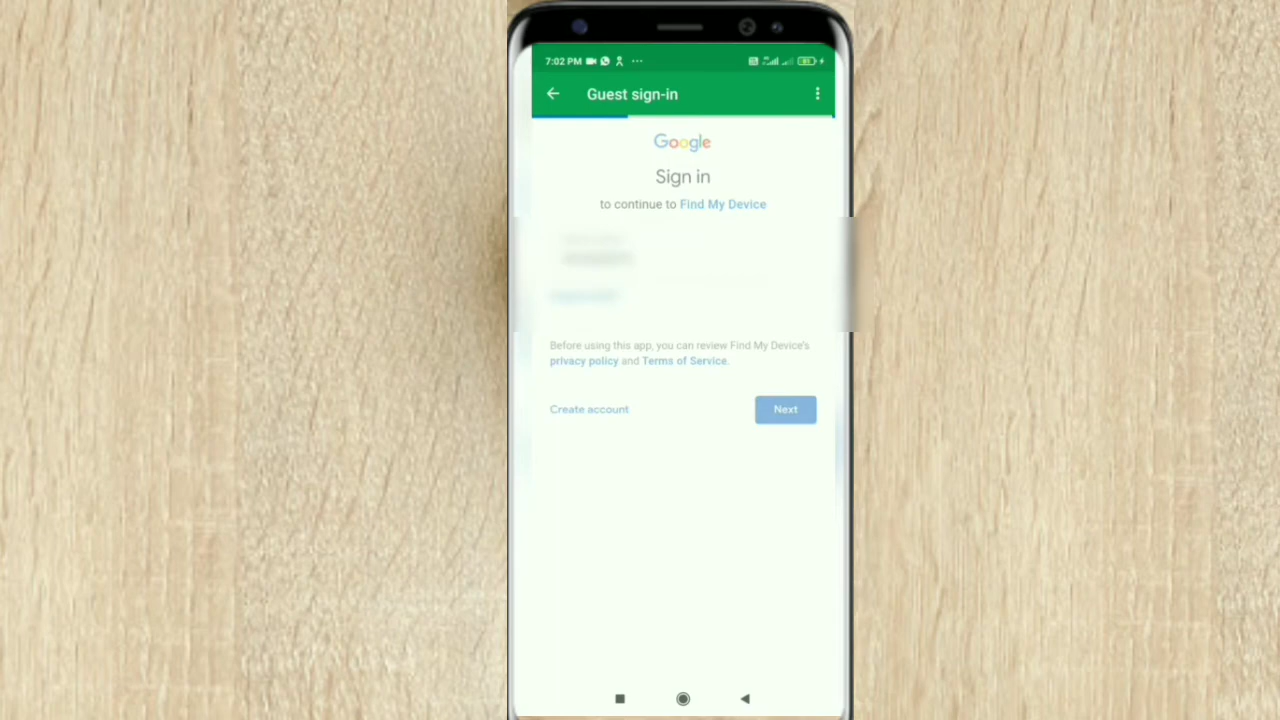 7:02 PM
Guest sign-in
Google
Sign in
to continue to Find My Device
Before using this app, you can review Find My Device's
privacy policy and Terms of Service.
Create account
Next